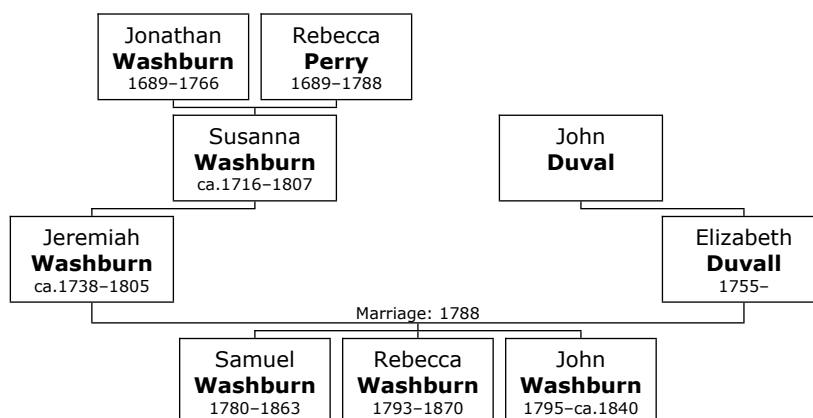 Jonathan
Washburn
1689–1766
Rebecca
Perry
1689–1788
Susanna
Washburn
ca.1716–1807
John
Duval
Jeremiah
Washburn
ca.1738–1805
Elizabeth
Duvall
1755–
Marriage: 1788
Samuel
Washburn
1780–1863
Rebecca
Washburn
1793–1870
John
Washburn
1795–ca.1840